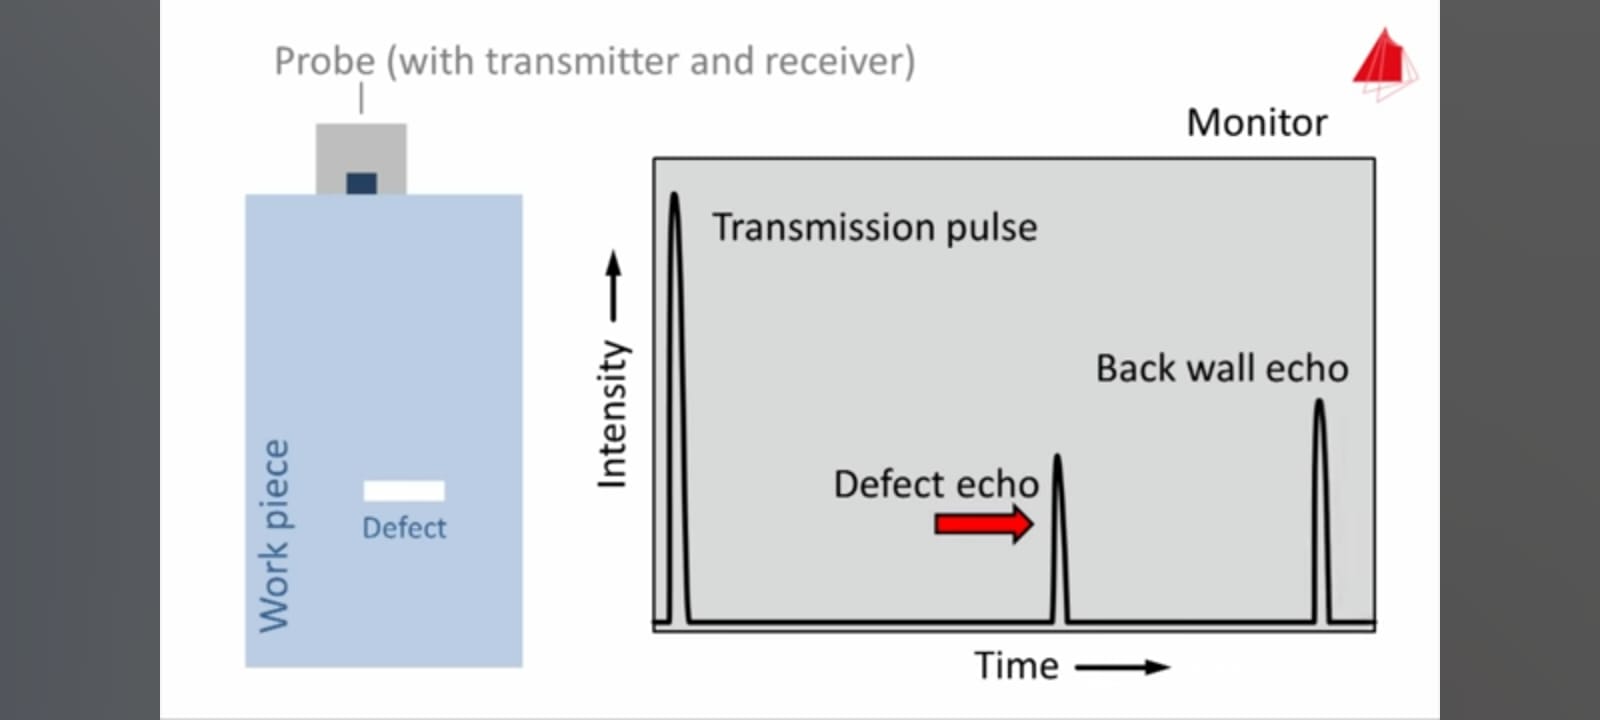 Probe (with transmitter and receiver)
Monitor
Transmission pulse
Intensity
Back wall echo
Defect echo
Work piece
Defect
Time